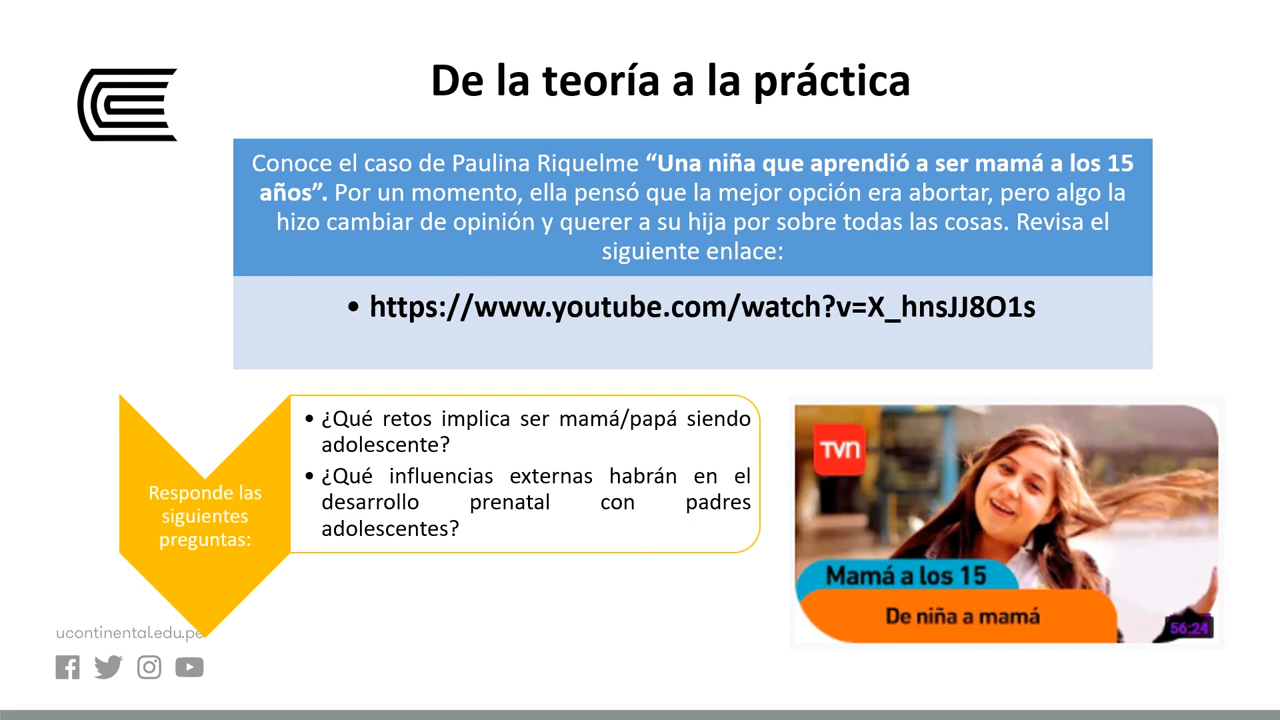 De la teoría a la práctica
Conoce el caso de Paulina Riquelme “Una niña que aprendió a ser mamá a los 15
años”. Por un momento, ella pensó que la mejor opción era abortar, pero algo la
hizo cambiar de opinión y querer a su hija por sobre todas las cosas. Revisa el
siguiente enlace:
• https://www.youtube.com/watch?v=X_hnsJJ8O1s
Responde las
siguientes
preguntas:
• ¿Qué retos implica ser mamá/papá siendo
adolescente?
• ¿Qué influencias externas habrán en el
desarrollo prenatal con padres
adolescentes?
TVN
Mamá a los 15
De niña a mamá
56:24
ucontinental.edu.pe